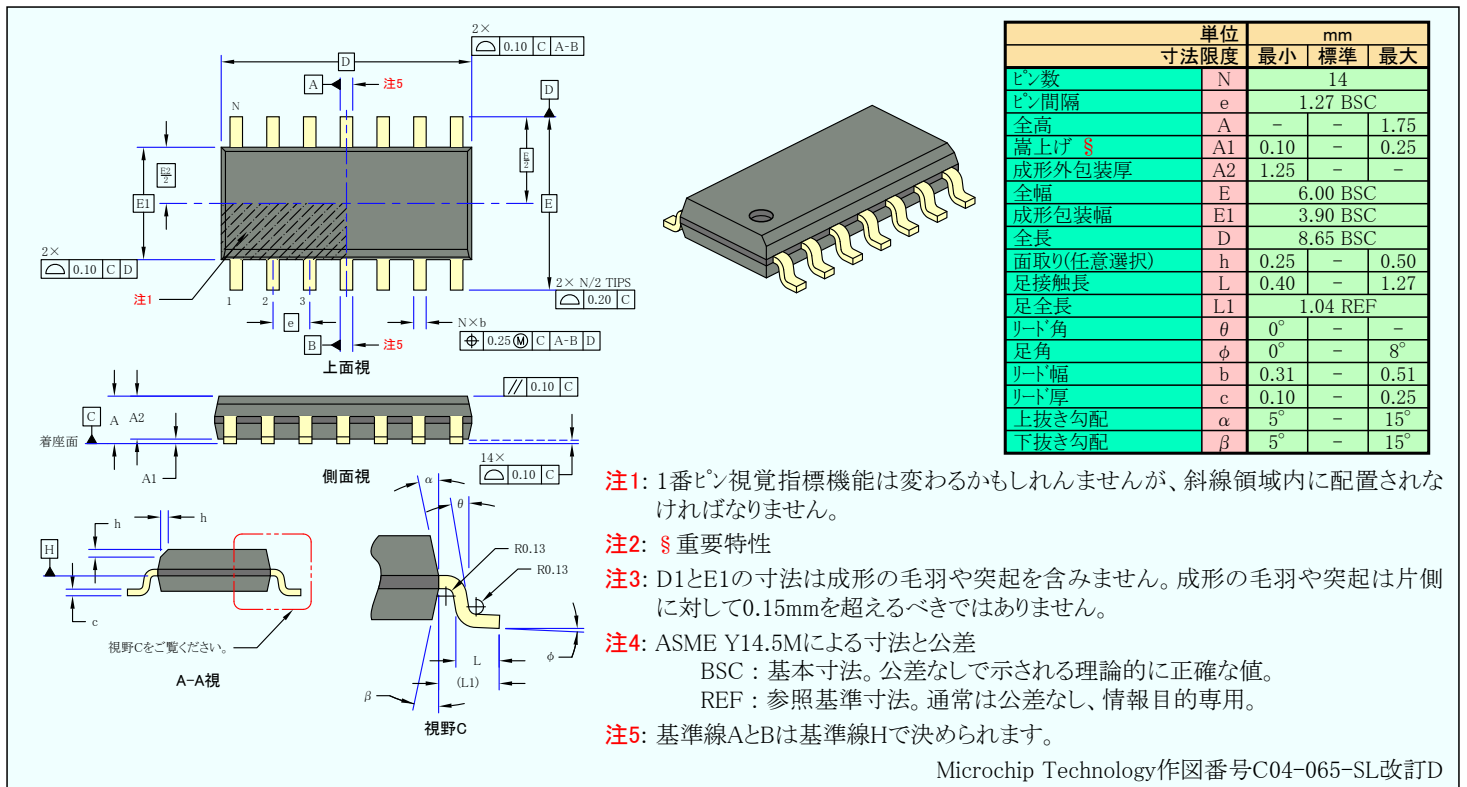 2×
0.10 C A-B
D
A 注5
D
N
E/2
E2/2
E1
E
2×
0.10 C D
注1
1 2 3
2× N/2 TIPS
0.20 C
e
N×b
0.25 Ⓜ C A-B D
B 注5
上面視
// 0.10 C
C A A2
着座面
A1
14×
0.10 C
側面視
h h
H
c
視野Cをご覧ください。
A-A視
α
θ
R0.13
R0.13
L
(L1)
φ
β
視野C
単位 mm
寸法限度 最小 標準 最大
ピン数 N 14
ピン間隔 e 1.27 BSC
全高 A - - 1.75
嵩上げ § A1 0.10 - 0.25
成形外包装厚 A2 1.25 - -
全幅 E 6.00 BSC
成形包装幅 E1 3.90 BSC
全長 D 8.65 BSC
面取り(任意選択) h 0.25 - 0.50
足接触長 L 0.40 - 1.27
足全長 L1 1.04 REF
リード角 θ 0° - -
足角 φ 0° - 8°
リード幅 b 0.31 - 0.51
リード厚 c 0.10 - 0.25
上抜き勾配 α 5° - 15°
下抜き勾配 β 5° - 15°
注1: 1番ピン視覚指標機能は変わるかもしれんませんが、斜線領域内に配置されな
ければなりません。
注2: §重要特性
注3: D1とE1の寸法は成形の毛羽や突起を含みません。成形の毛羽や突起は片側
に対して0.15mmを超えるべきではありません。
注4: ASME Y14.5Mによる寸法と公差
BSC : 基本寸法。公差なしで示される理論的に正確な値。
REF : 参照基準寸法。通常は公差なし、情報目的専用。
注5: 基準線AとBは基準線Hで決められます。
Microchip Technology作図番号C04-065-SL改訂D